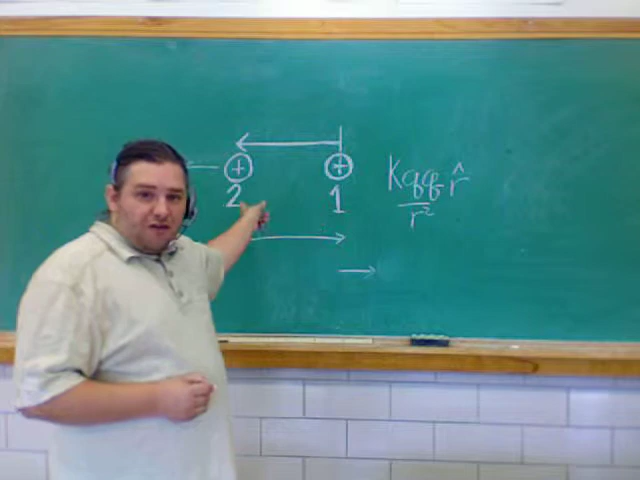 + +
2 1
Kqq r̂
r²